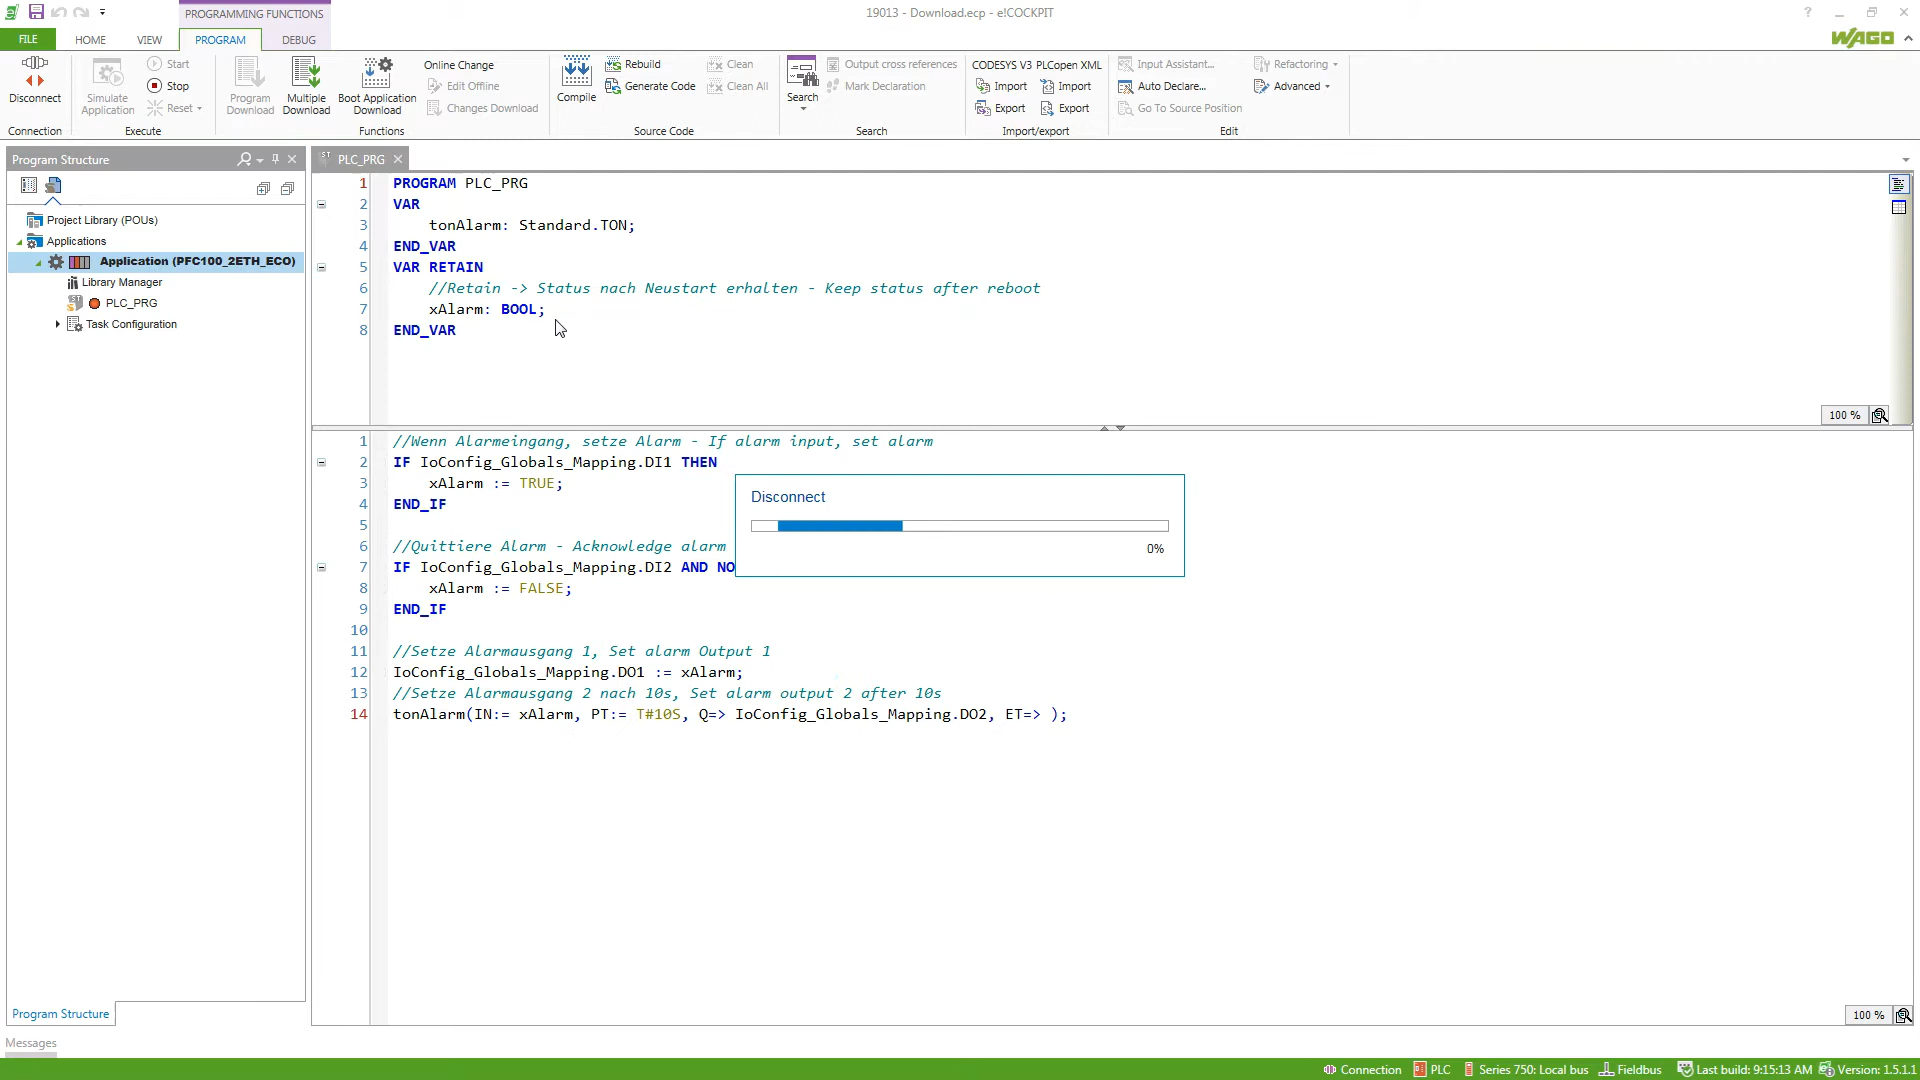 PROGRAMMING FUNCTIONS
19013 - Download.ecp - e!COCKPIT
?
FILE
HOME
VIEW
PROGRAM
DEBUG
WAGO
Disconnect
Connection
Simulate Application
Start
Stop
Reset
Execute
Program Download
Multiple Download
Boot Application Download
Online Change
Edit Offline
Changes Download
Functions
Compile
Rebuild
Generate Code
Clean
Clean All
Source Code
Search
Output cross references
Mark Declaration
Search
CODESYS V3 PLCopen XML
Import Import
Export Export
Import/export
Input Assistant...
Auto Declare...
Go To Source Position
Refactoring
Advanced
Edit
Program Structure
Project Library (POUs)
Applications
Application (PFC100_2ETH_ECO)
Library Manager
PLC_PRG
Task Configuration
Program Structure
Messages
PLC_PRG
1 PROGRAM PLC_PRG
2 VAR
3 tonAlarm: Standard.TON;
4 END_VAR
5 VAR RETAIN
6 //Retain -> Status nach Neustart erhalten - Keep status after reboot
7 xAlarm: BOOL;
8 END_VAR
100 %
1 //Wenn Alarmeingang, setze Alarm - If alarm input, set alarm
2 IF IoConfig_Globals_Mapping.DI1 THEN
3 xAlarm := TRUE;
4 END_IF
5
6 //Quittiere Alarm - Acknowledge alarm
7 IF IoConfig_Globals_Mapping.DI2 AND NO
8 xAlarm := FALSE;
9 END_IF
10
11 //Setze Alarmausgang 1, Set alarm Output 1
12 IoConfig_Globals_Mapping.DO1 := xAlarm;
13 //Setze Alarmausgang 2 nach 10s, Set alarm output 2 after 10s
14 tonAlarm(IN:= xAlarm, PT:= T#10S, Q=> IoConfig_Globals_Mapping.DO2, ET=> );
Disconnect
0%
100 %
Connection PLC Series 750: Local bus Fieldbus Last build: 9:15:13 AM Version: 1.5.1.1